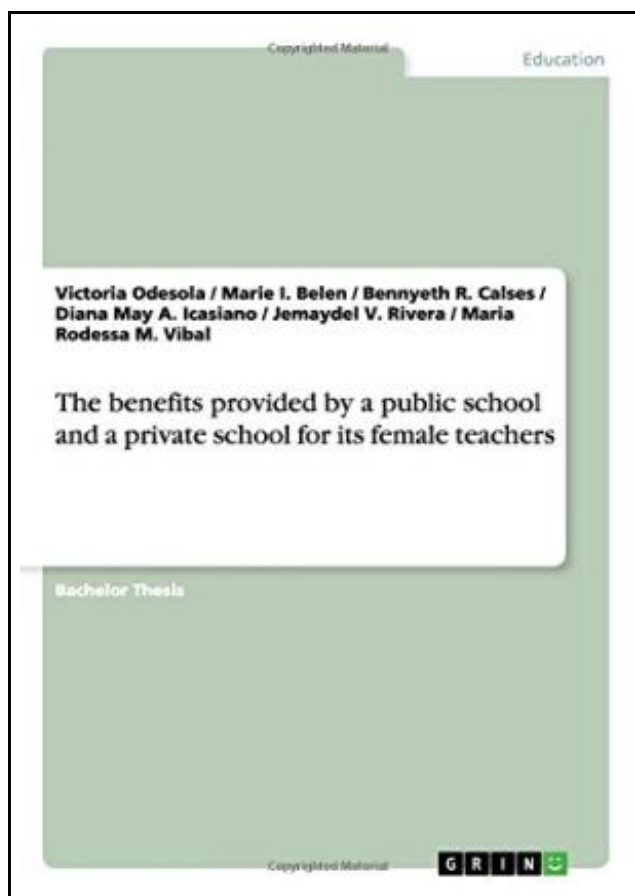 Copyrighted Material
Education
Victoria Odesola / Marie I. Belen / Bennyeth R. Calses /
Diana May A. Icasiano / Jemaydel V. Rivera / Maria
Rodessa M. Vibal
The benefits provided by a public school
and a private school for its female teachers
Bachelor Thesis
Copyrighted Material
GRIN